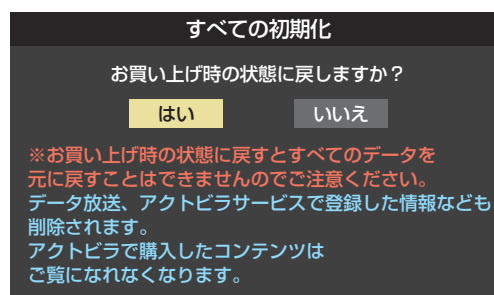 すべての初期化
お買い上げ時の状態に戻しますか？
はい いいえ
※お買い上げ時の状態に戻すとすべてのデータを
元に戻すことはできませんのでご注意ください。
データ放送、アクトビラサービスで登録した情報なども
削除されます。
アクトビラで購入したコンテンツは
ご覧になれなくなります。